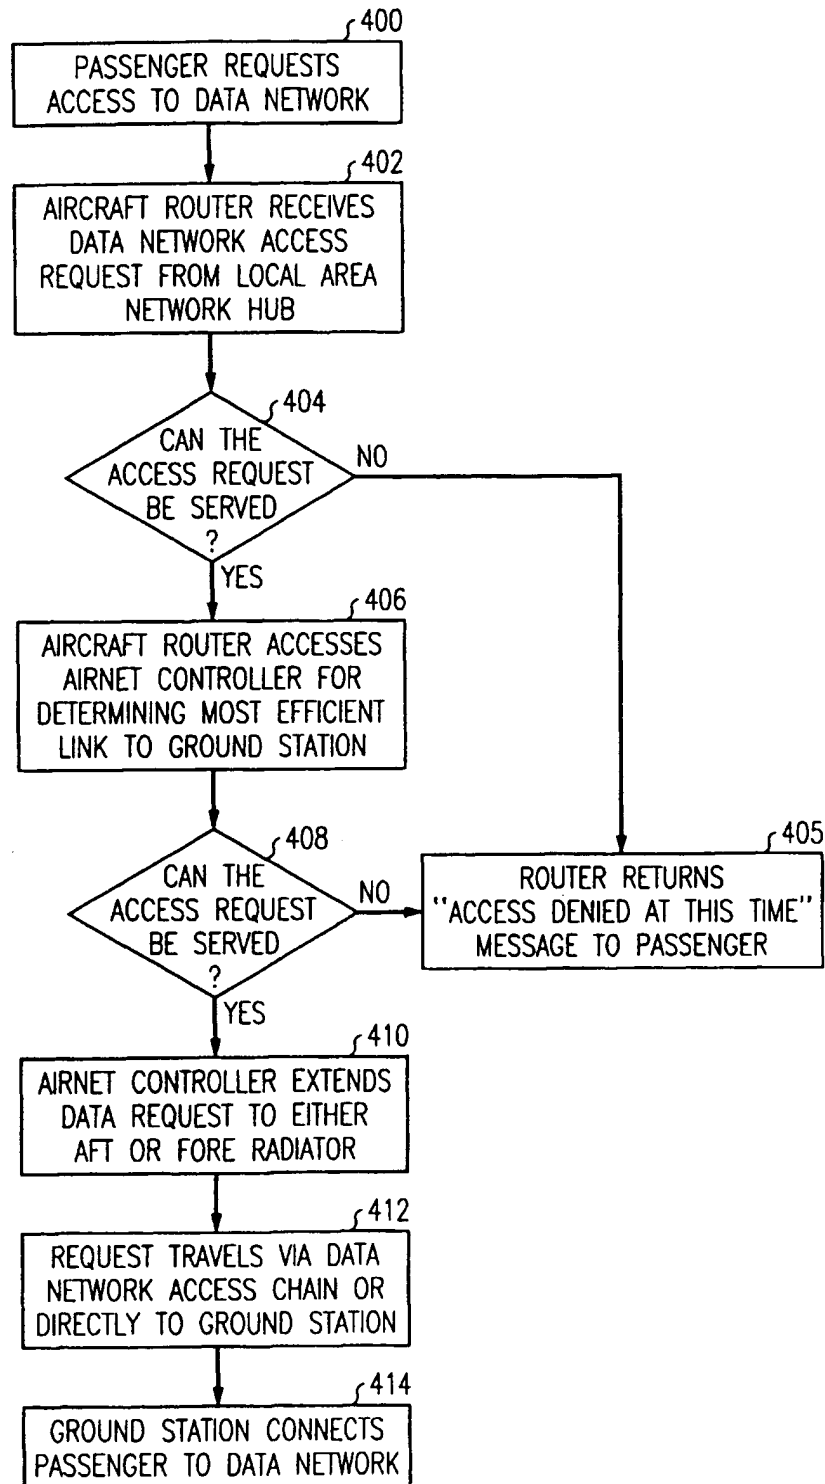 400
PASSENGER REQUESTS
ACCESS TO DATA NETWORK
402
AIRCRAFT ROUTER RECEIVES
DATA NETWORK ACCESS
REQUEST FROM LOCAL AREA
NETWORK HUB
404
CAN THE
ACCESS REQUEST
BE SERVED
?
NO
YES
406
AIRCRAFT ROUTER ACCESSES
AIRNET CONTROLLER FOR
DETERMINING MOST EFFICIENT
LINK TO GROUND STATION
408
CAN THE
ACCESS REQUEST
BE SERVED
?
NO
YES
405
ROUTER RETURNS
"ACCESS DENIED AT THIS TIME"
MESSAGE TO PASSENGER
410
AIRNET CONTROLLER EXTENDS
DATA REQUEST TO EITHER
AFT OR FORE RADIATOR
412
REQUEST TRAVELS VIA DATA
NETWORK ACCESS CHAIN OR
DIRECTLY TO GROUND STATION
414
GROUND STATION CONNECTS
PASSENGER TO DATA NETWORK